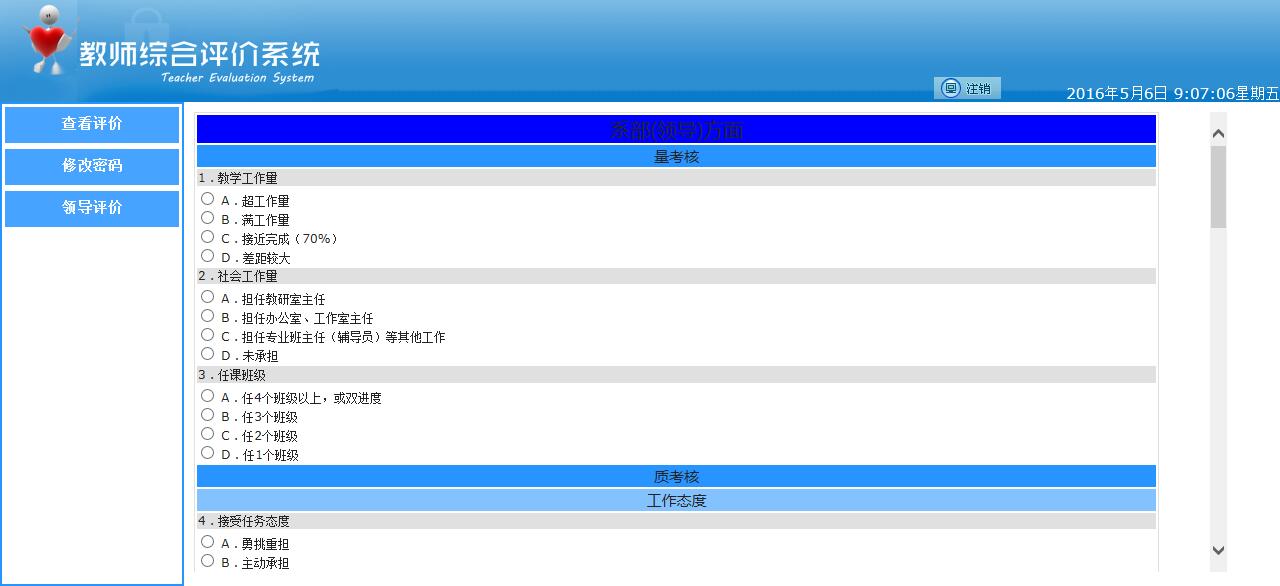 教师综合评价系统
Teacher Evaluation System
注销
2016年5月6日 9:07:06星期五
查看评价
修改密码
领导评价
系部(领导)方面
量考核
1．教学工作量
A．超工作量
B．满工作量
C．接近完成（70%）
D．差距较大
2．社会工作量
A．担任教研室主任
B．担任办公室、工作室主任
C．担任专业班主任（辅导员）等其他工作
D．未承担
3．任课班级
A．任4个班级以上，或双进度
B．任3个班级
C．任2个班级
D．任1个班级
质考核
工作态度
4．接受任务态度
A．勇挑重担
B．主动承担